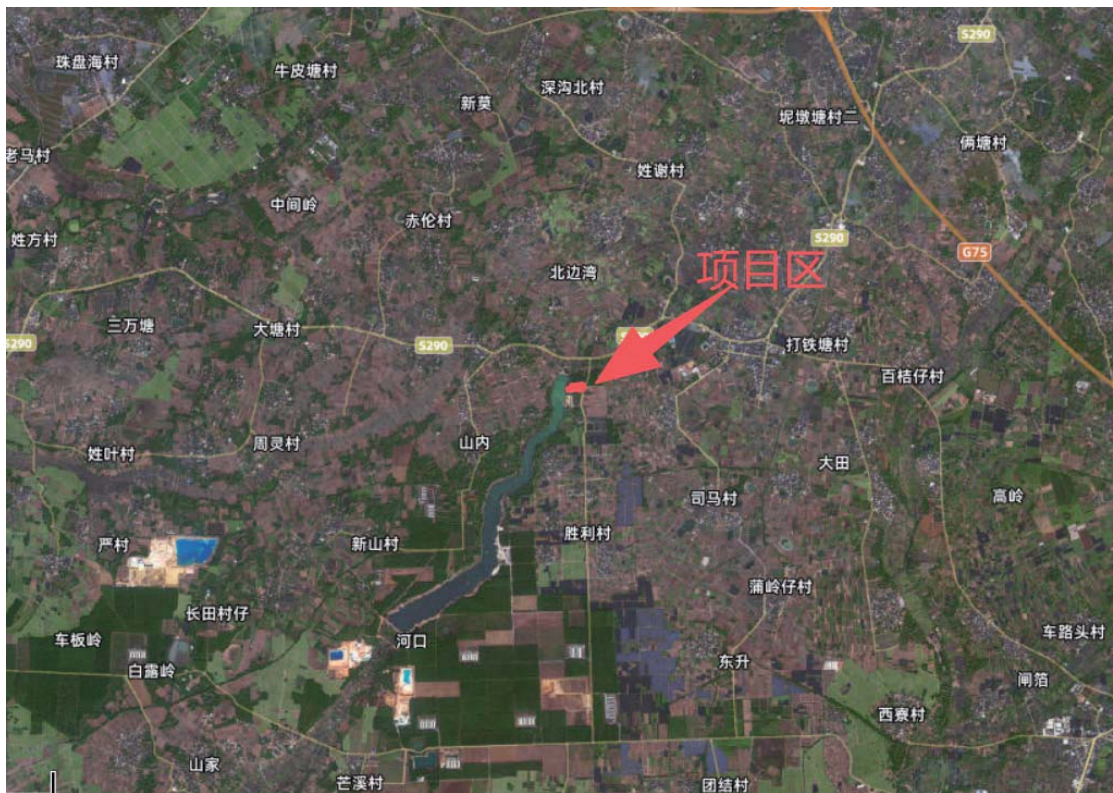 S290
珠盘海村
牛皮塘村
深沟北村
新莫
坭墩塘村二
俩塘村
老马村
姓谢村
中间岭
赤伦村
姓方村
S290
G75
北边湾
项目区
三万塘
大塘村
S290
S290
打铁塘村
百桔仔村
姓叶村
周灵村
山内
大田
司马村
高岭
严村
新山村
胜利村
蒲岭仔村
长田村仔
车板岭
河口
车路头村
白露岭
东升
闸箔
西寮村
山家
芒溪村
团结村